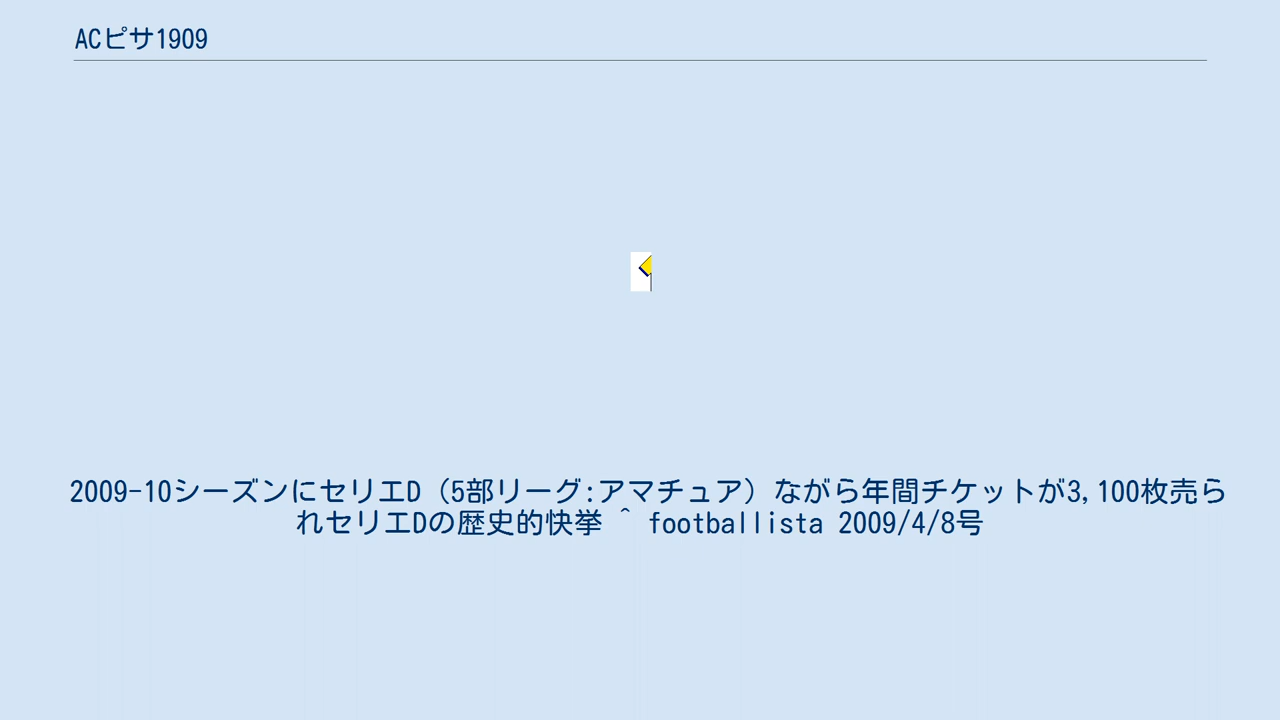 ACピサ1909
2009-10シーズンにセリエD（5部リーグ:アマチュア）ながら年間チケットが3,100枚売ら
れセリエDの歴史的快挙 ^ footballista 2009/4/8号